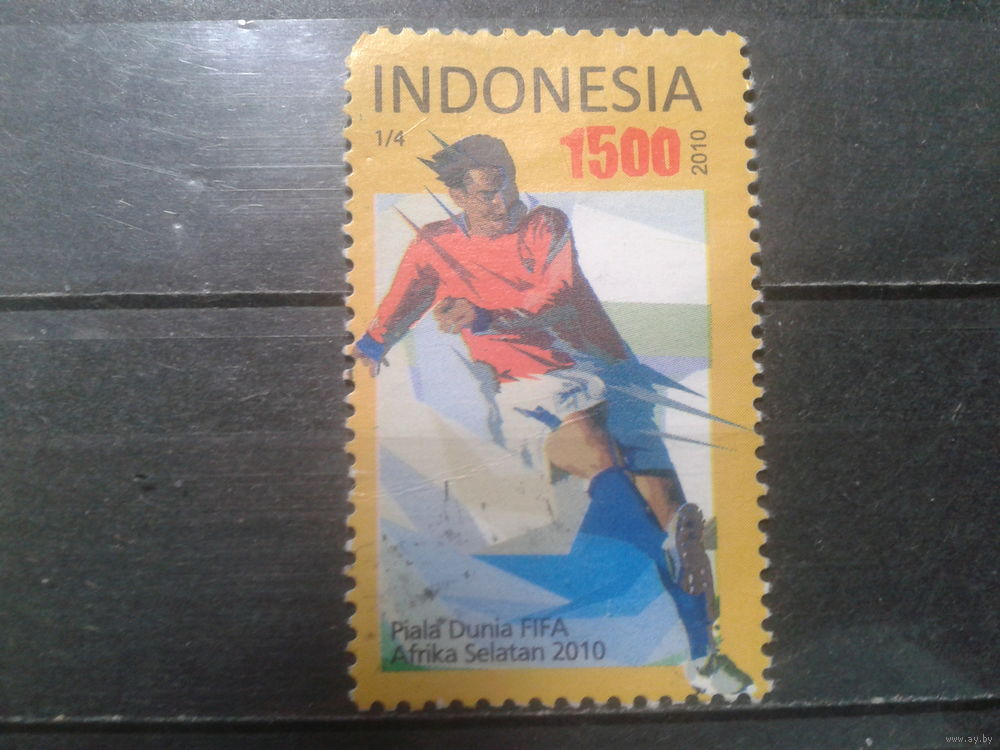 INDONESIA
1/4
1500
2010
Piala Dunia FIFA
Afrika Selatan 2010
www.ay.by